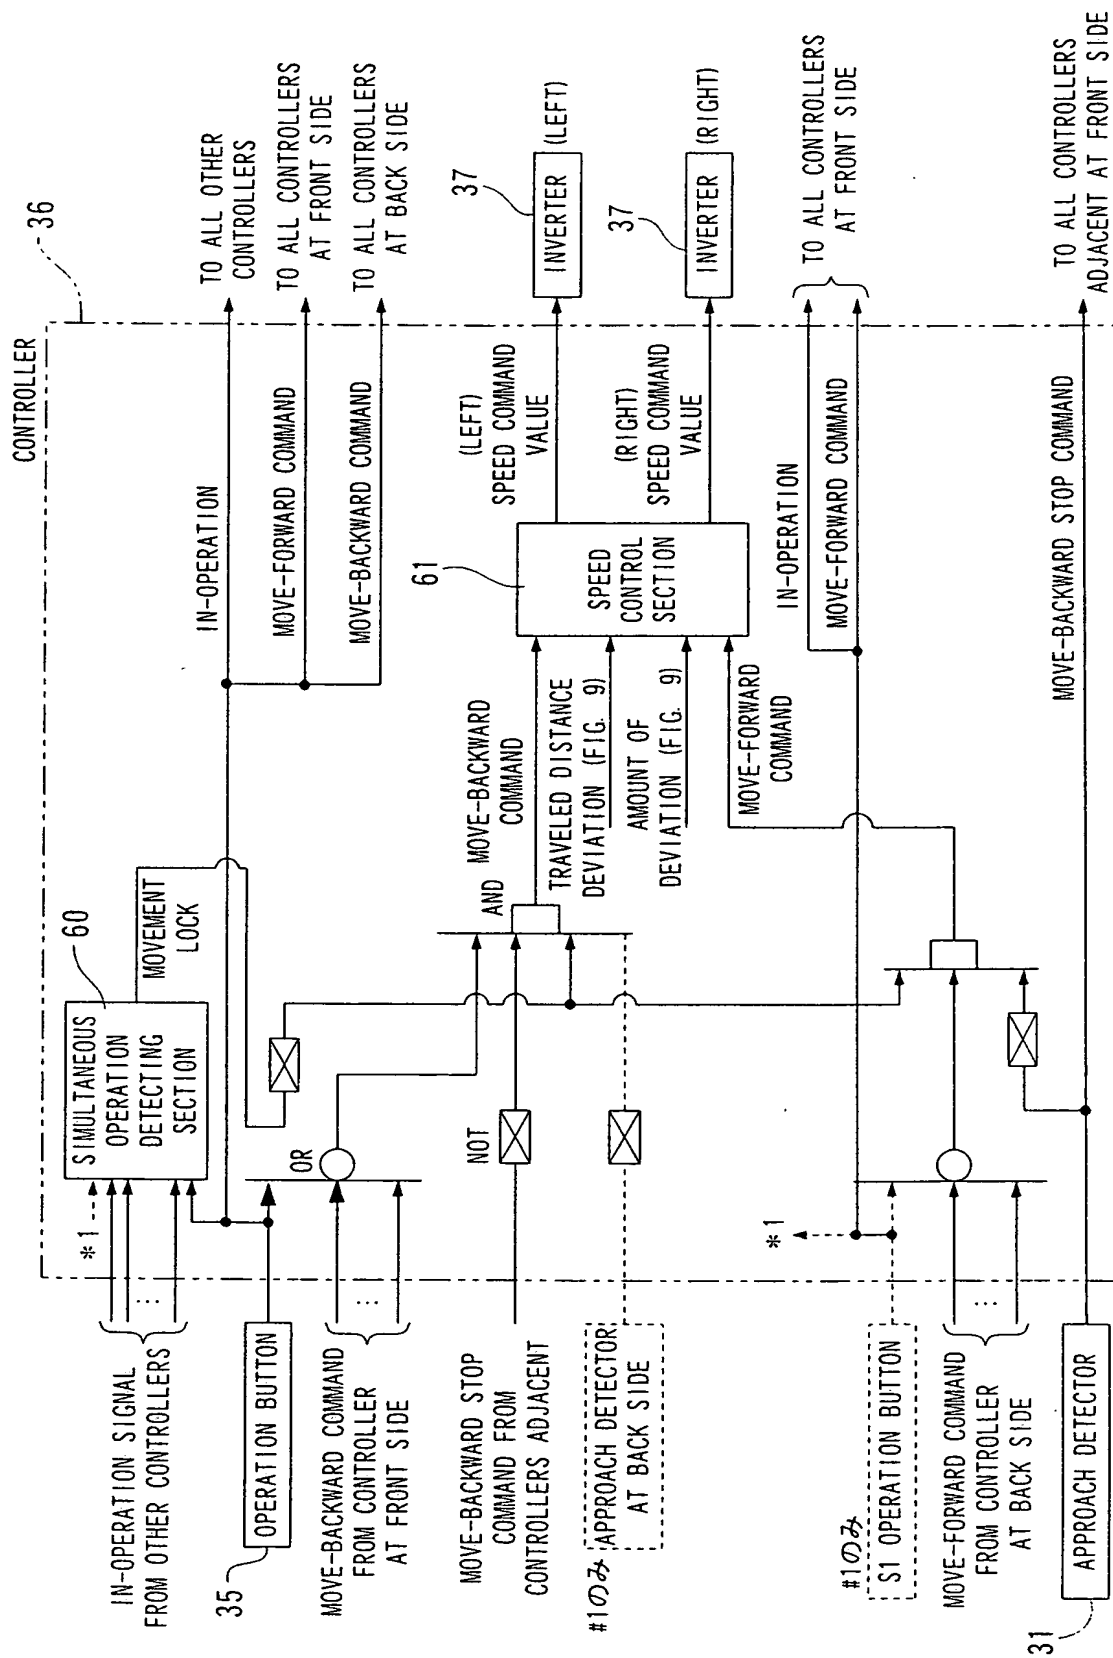 CONTROLLER
36
IN-OPERATION SIGNAL
FROM OTHER CONTROLLERS
*1
SIMULTANEOUS
OPERATION
DETECTING
SECTION
60
MOVEMENT
LOCK
IN-OPERATION
TO ALL OTHER
CONTROLLERS
35
OPERATION BUTTON
MOVE-FORWARD COMMAND
TO ALL CONTROLLERS
AT FRONT SIDE
MOVE-BACKWARD COMMAND
TO ALL CONTROLLERS
AT BACK SIDE
MOVE-BACKWARD COMMAND
FROM CONTROLLER
AT FRONT SIDE
OR
MOVE-BACKWARD STOP
COMMAND FROM
CONTROLLERS ADJACENT
NOT
AND
MOVE-BACKWARD
COMMAND
TRAVELED DISTANCE
DEVIATION (FIG. 9)
AMOUNT OF
DEVIATION (FIG. 9)
MOVE-FORWARD
COMMAND
61
SPEED
CONTROL
SECTION
(LEFT)
SPEED COMMAND
VALUE
(RIGHT)
SPEED COMMAND
VALUE
37
INVERTER
(LEFT)
37
INVERTER
(RIGHT)
#1のみ
APPROACH DETECTOR
AT BACK SIDE
*1
#1のみ
S1 OPERATION BUTTON
IN-OPERATION
MOVE-FORWARD COMMAND
TO ALL CONTROLLERS
AT FRONT SIDE
MOVE-FORWARD COMMAND
FROM CONTROLLER
AT BACK SIDE
APPROACH DETECTOR
31
MOVE-BACKWARD STOP COMMAND
TO ALL CONTROLLERS
ADJACENT AT FRONT SIDE